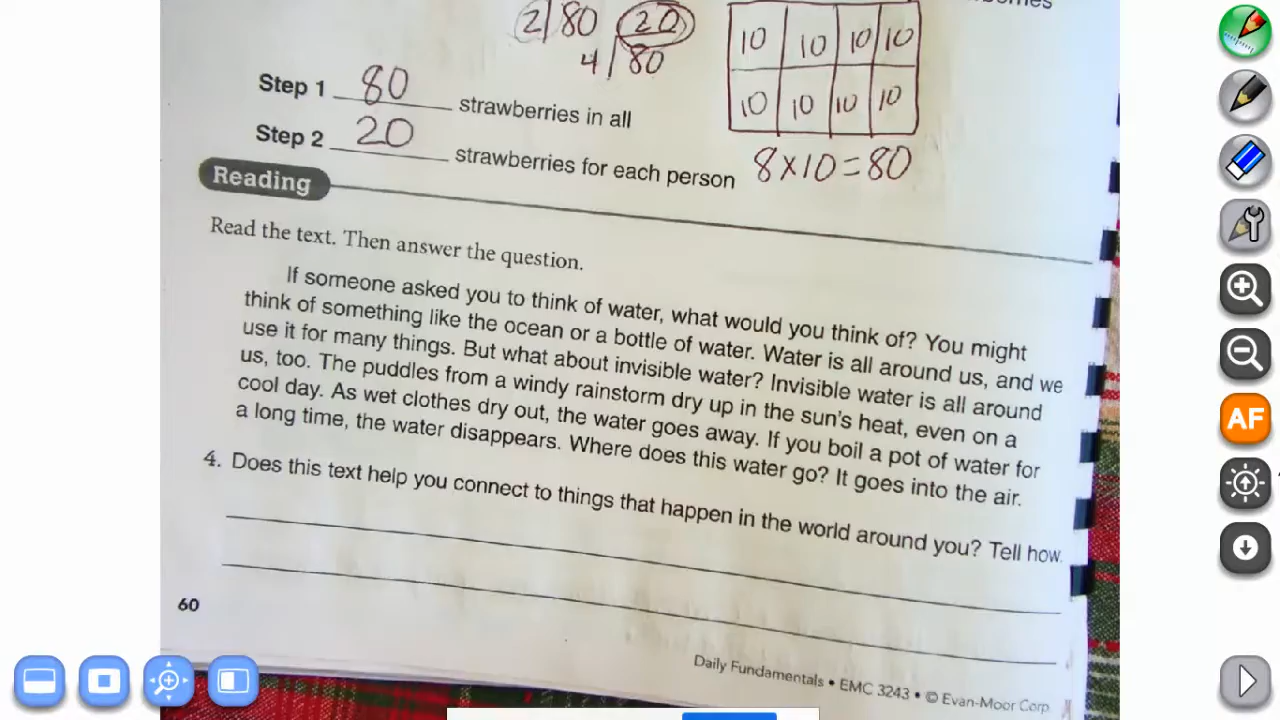 2 80 20
4 80
10 10 10 10
10 10 10 10
Step 1 80 strawberries in all
Step 2 20 strawberries for each person
8 x 10 = 80
Reading
Read the text. Then answer the question.
If someone asked you to think of water, what would you think of? You might
think of something like the ocean or a bottle of water. Water is all around us, and we
use it for many things. But what about invisible water? Invisible water is all around
us, too. The puddles from a windy rainstorm dry up in the sun's heat, even on a
cool day. As wet clothes dry out, the water goes away. If you boil a pot of water for
a long time, the water disappears. Where does this water go? It goes into the air.
4. Does this text help you connect to things that happen in the world around you? Tell how.
60
Daily Fundamentals • EMC 3243 • © Evan-Moor Corp.
AF